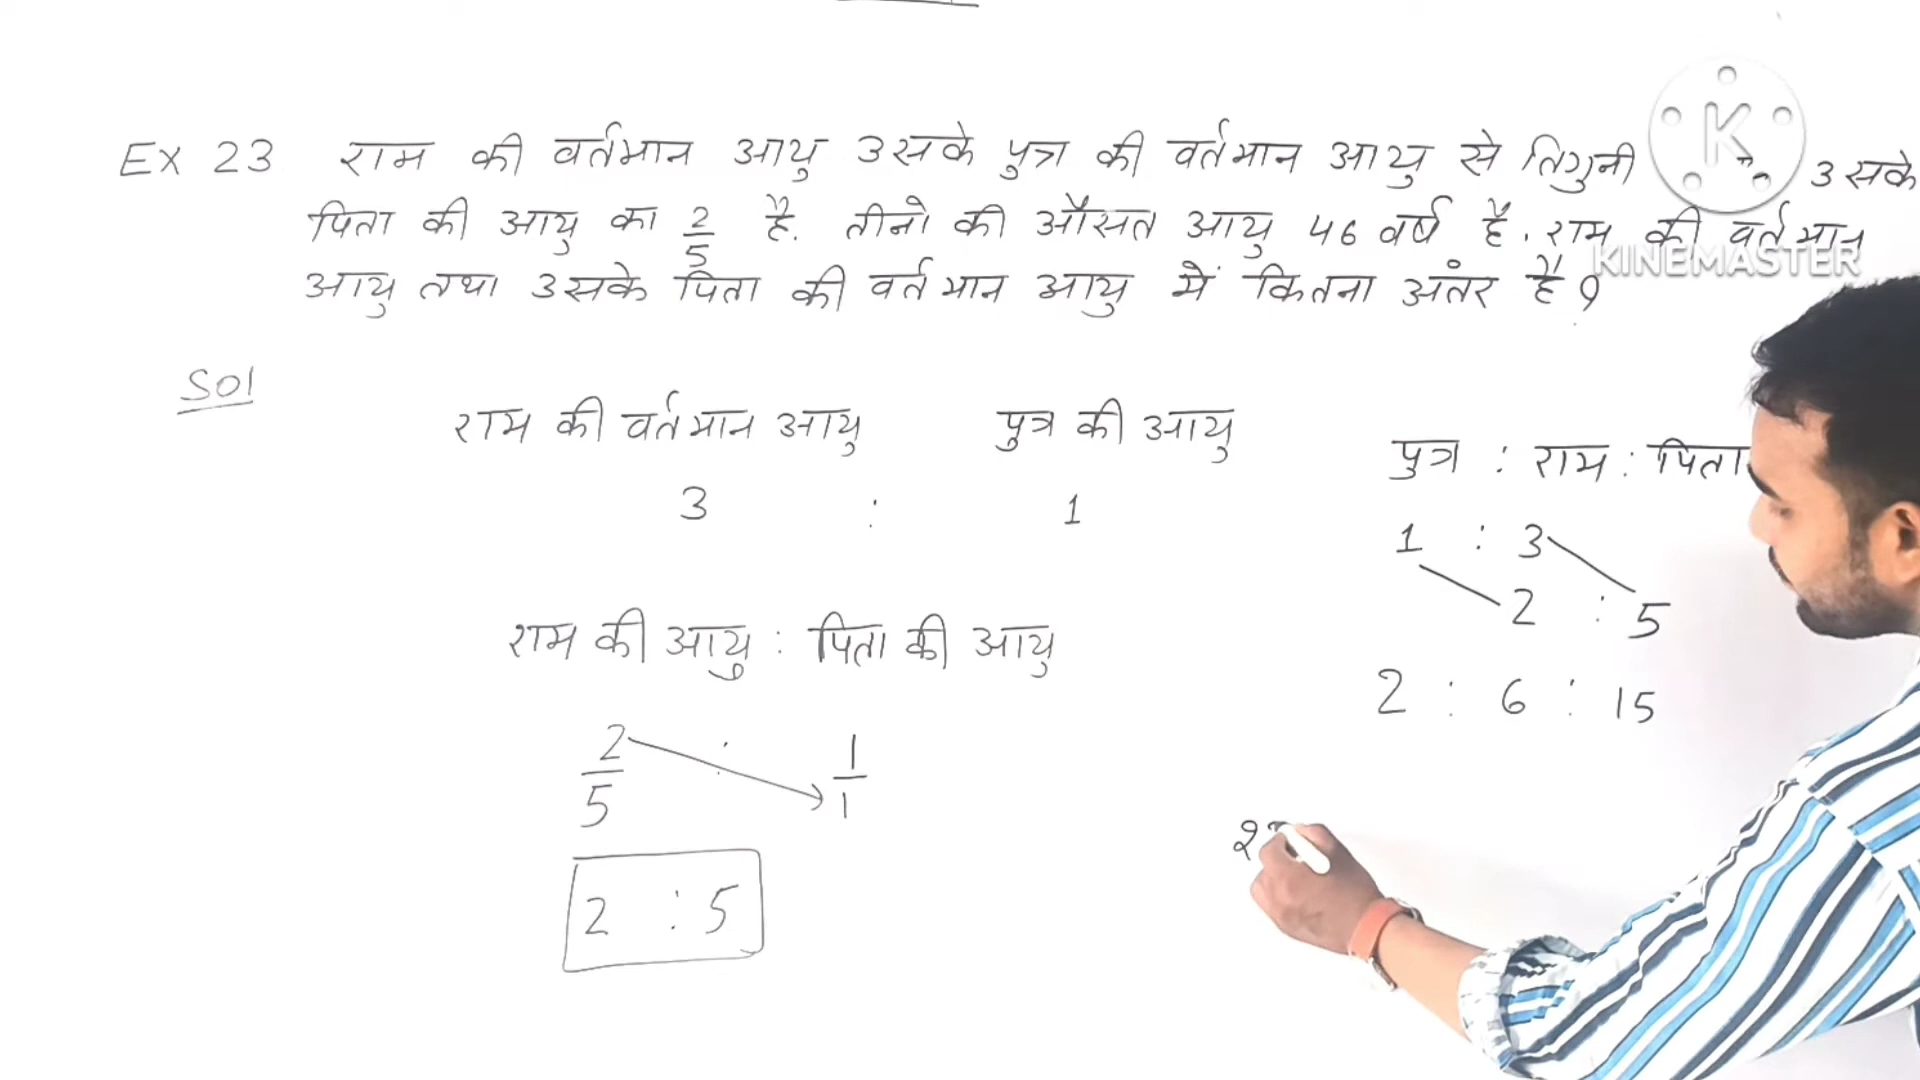 Ex 23 राम की वर्तमान आयु उसके पुत्र की वर्तमान आयु से तिगुनी उसके
पिता की आयु का 2/5 है. तीनो की औसत आयु 46 वर्ष है. राम की वर्तमान
आयु तथा उसके पिता की वर्तमान आयु में कितना अंतर है ?
KINEMASTER
Sol
राम की वर्तमान आयु पुत्र की आयु
3 : 1
राम की आयु : पिता की आयु
2/5 : 1/1
2 : 5
पुत्र : राम : पिता
1 : 3
2 : 5
2 : 6 : 15